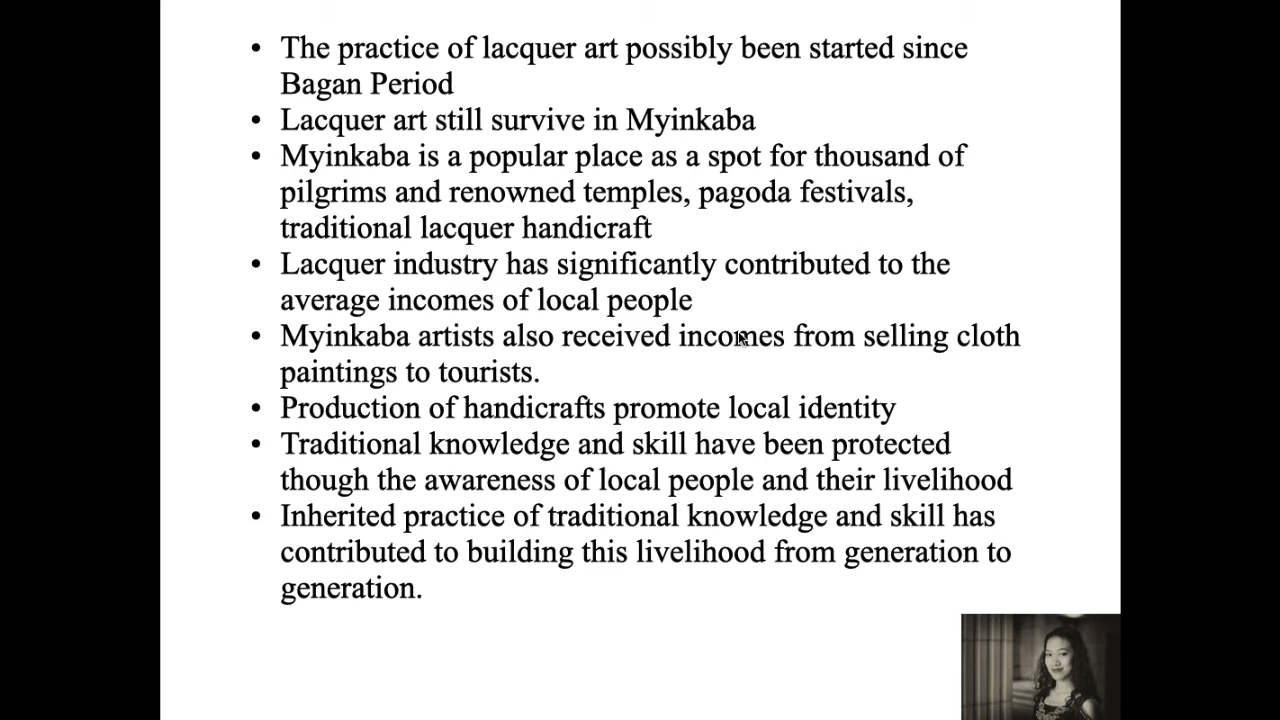 • The practice of lacquer art possibly been started since
Bagan Period
• Lacquer art still survive in Myinkaba
• Myinkaba is a popular place as a spot for thousand of
pilgrims and renowned temples, pagoda festivals,
traditional lacquer handicraft
• Lacquer industry has significantly contributed to the
average incomes of local people
• Myinkaba artists also received incomes from selling cloth
paintings to tourists.
• Production of handicrafts promote local identity
• Traditional knowledge and skill have been protected
though the awareness of local people and their livelihood
• Inherited practice of traditional knowledge and skill has
contributed to building this livelihood from generation to
generation.